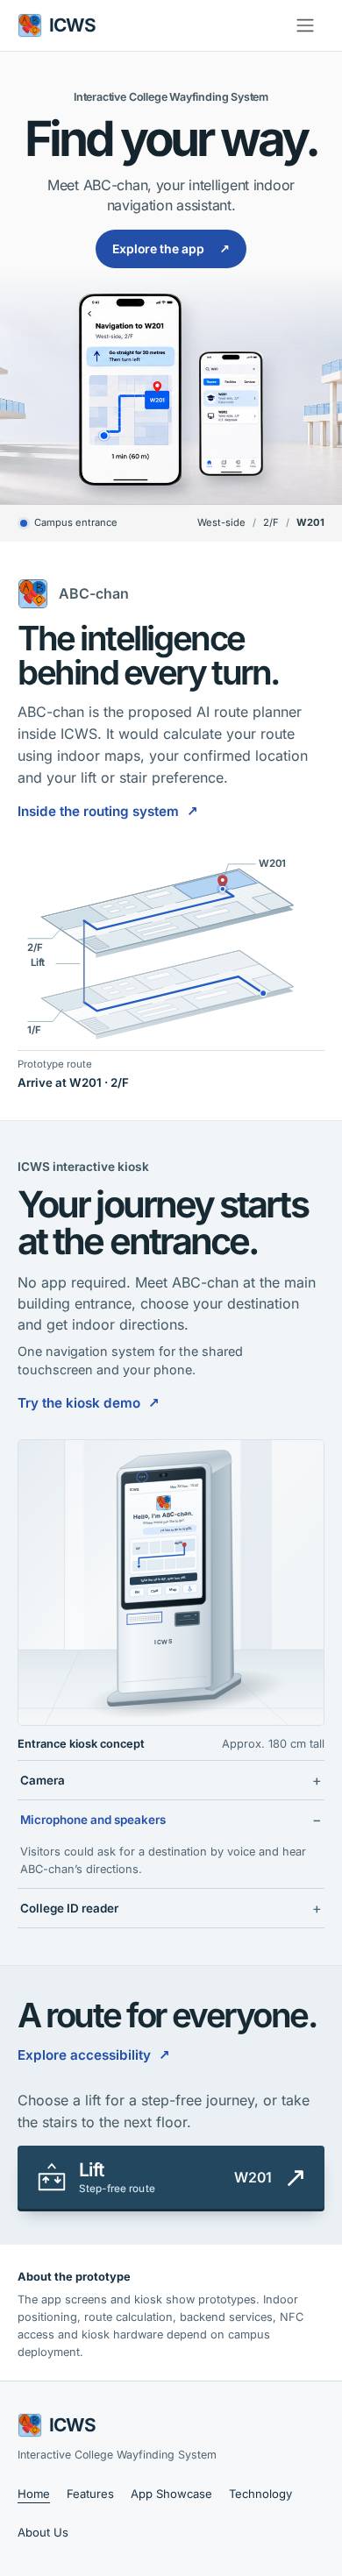 ICWS
Interactive College Wayfinding System
Find your way.
Meet ABC-chan, your intelligent indoor
navigation assistant.
Explore the app ↗
Navigation to W201
West-side, 2/F
Go straight for 20 metres
Then turn left
W201
1 min (60 m)
Campus entrance
West-side / 2/F / W201
ABC-chan
The intelligence
behind every turn.
ABC-chan is the proposed AI route planner
inside ICWS. It would calculate your route
using indoor maps, your confirmed location
and your lift or stair preference.
Inside the routing system ↗
W201
2/F
Lift
1/F
Prototype route
Arrive at W201 · 2/F
ICWS interactive kiosk
Your journey starts
at the entrance.
No app required. Meet ABC-chan at the main
building entrance, choose your destination
and get indoor directions.
One navigation system for the shared
touchscreen and your phone.
Try the kiosk demo ↗
Hello, I'm ABC-chan.
ICWS
Entrance kiosk concept
Approx. 180 cm tall
Camera +
Microphone and speakers −
Visitors could ask for a destination by voice and hear
ABC-chan’s directions.
College ID reader +
A route for everyone.
Explore accessibility ↗
Choose a lift for a step-free journey, or take
the stairs to the next floor.
Lift
Step-free route
W201 ↗
About the prototype
The app screens and kiosk show prototypes. Indoor
positioning, route calculation, backend services, NFC
access and kiosk hardware depend on campus
deployment.
ICWS
Interactive College Wayfinding System
Home Features App Showcase Technology
About Us